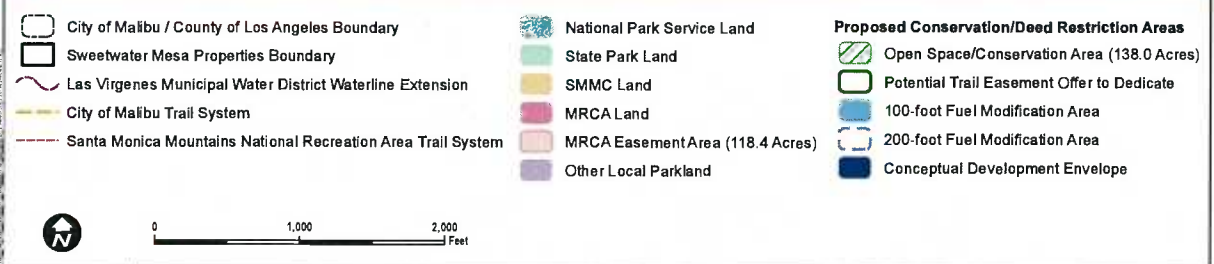 City of Malibu / County of Los Angeles Boundary
Sweetwater Mesa Properties Boundary
Las Virgenes Municipal Water District Waterline Extension
City of Malibu Trail System
Santa Monica Mountains National Recreation Area Trail System
National Park Service Land
State Park Land
SMMC Land
MRCA Land
MRCA Easement Area (118.4 Acres)
Other Local Parkland
Proposed Conservation/Deed Restriction Areas
Open Space/Conservation Area (138.0 Acres)
Potential Trail Easement Offer to Dedicate
100-foot Fuel Modification Area
200-foot Fuel Modification Area
Conceptual Development Envelope
N
0 1,000 2,000
Feet